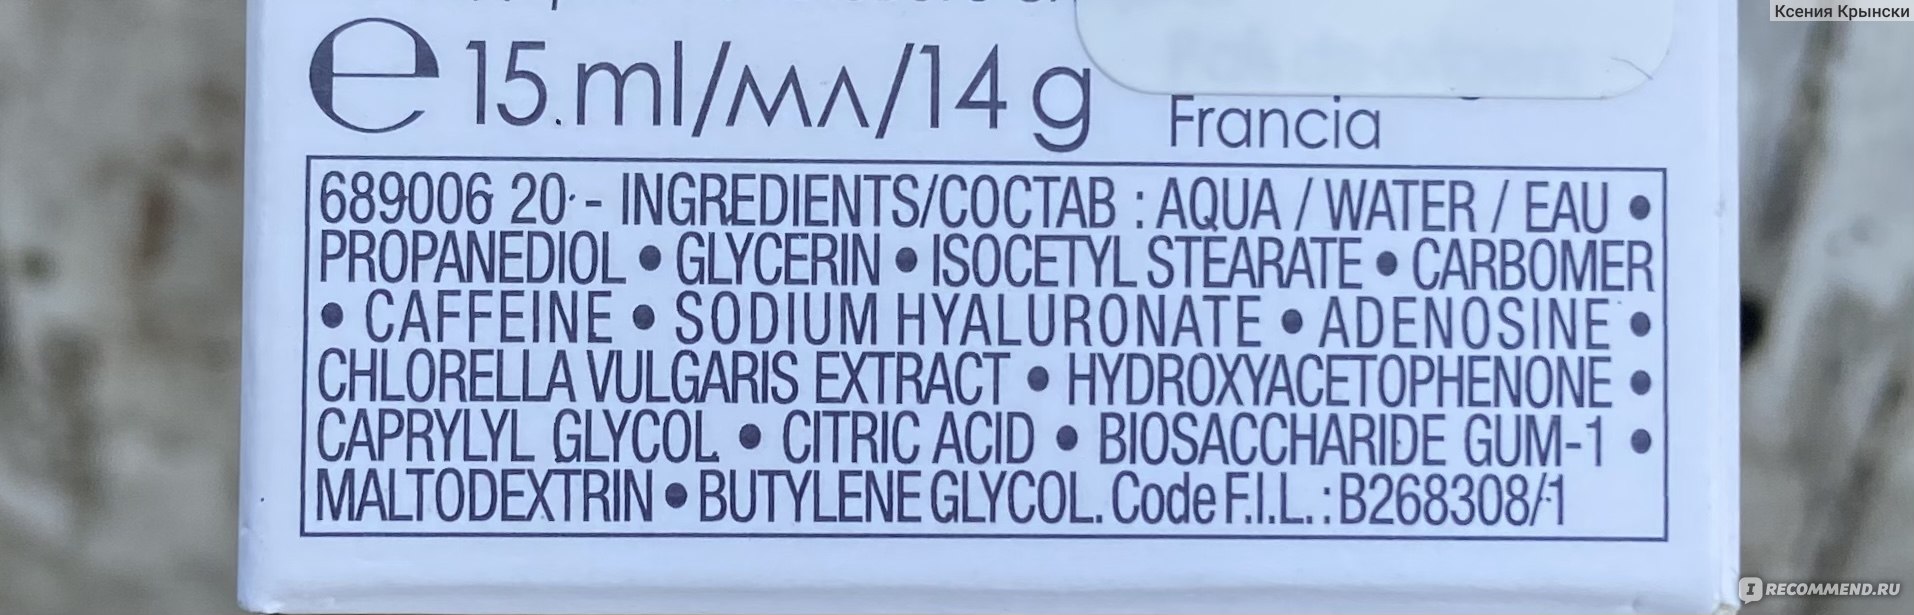 Ксения Крынски
e 15 ml/мл/14 g
Francia
689006 20 - INGREDIENTS/СОСТАВ : AQUA / WATER / EAU •
PROPANEDIOL • GLYCERIN • ISOCETYL STEARATE • CARBOMER
• CAFFEINE • SODIUM HYALURONATE • ADENOSINE •
CHLORELLA VULGARIS EXTRACT • HYDROXYACETOPHENONE •
CAPRYLYL GLYCOL • CITRIC ACID • BIOSACCHARIDE GUM-1 •
MALTODEXTRIN • BUTYLENE GLYCOL. Code F.I.L. : B268308/1
IRECOMMEND.RU